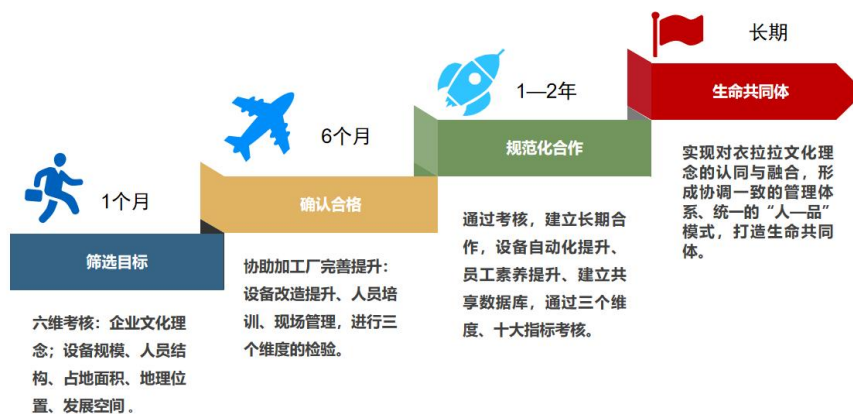 1个月
筛选目标
六维考核：企业文化理
念；设备规模、人员结
构、占地面积、地理位
置、发展空间。
6个月
确认合格
协助加工厂完善提升：
设备改造提升、人员培
训、现场管理，进行三
个维度的检验。
1—2年
规范化合作
通过考核，建立长期合
作，设备自动化提升、
员工素养提升、建立共
享数据库，通过三个维
度、十大指标考核。
长期
生命共同体
实现对衣拉拉文化理
念的认同与融合，形
成协调一致的管理体
系、统一的“人—品”
模式，打造生命共同
体。